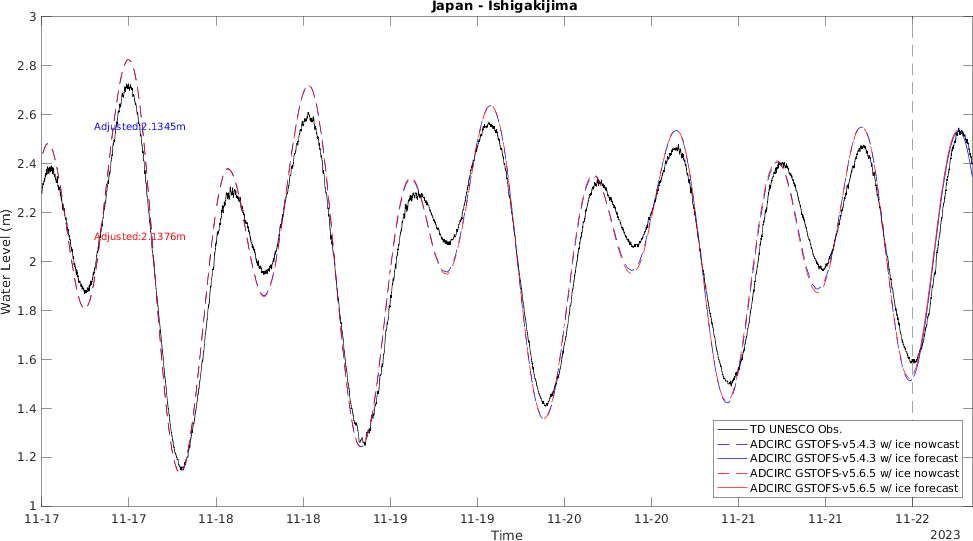 Japan - Ishigakijima
3
2.8
2.6
2.4
2.2
2
1.8
1.6
1.4
1.2
1
Water Level (m)
Adjusted:2.1345m
Adjusted:2.1376m
TD UNESCO Obs.
ADCIRC GSTOFS-v5.4.3 w/ ice nowcast
ADCIRC GSTOFS-v5.4.3 w/ ice forecast
ADCIRC GSTOFS-v5.6.5 w/ ice nowcast
ADCIRC GSTOFS-v5.6.5 w/ ice forecast
11-17 11-17 11-18 11-18 11-19 11-19 11-20 11-20 11-21 11-21 11-22
Time
2023